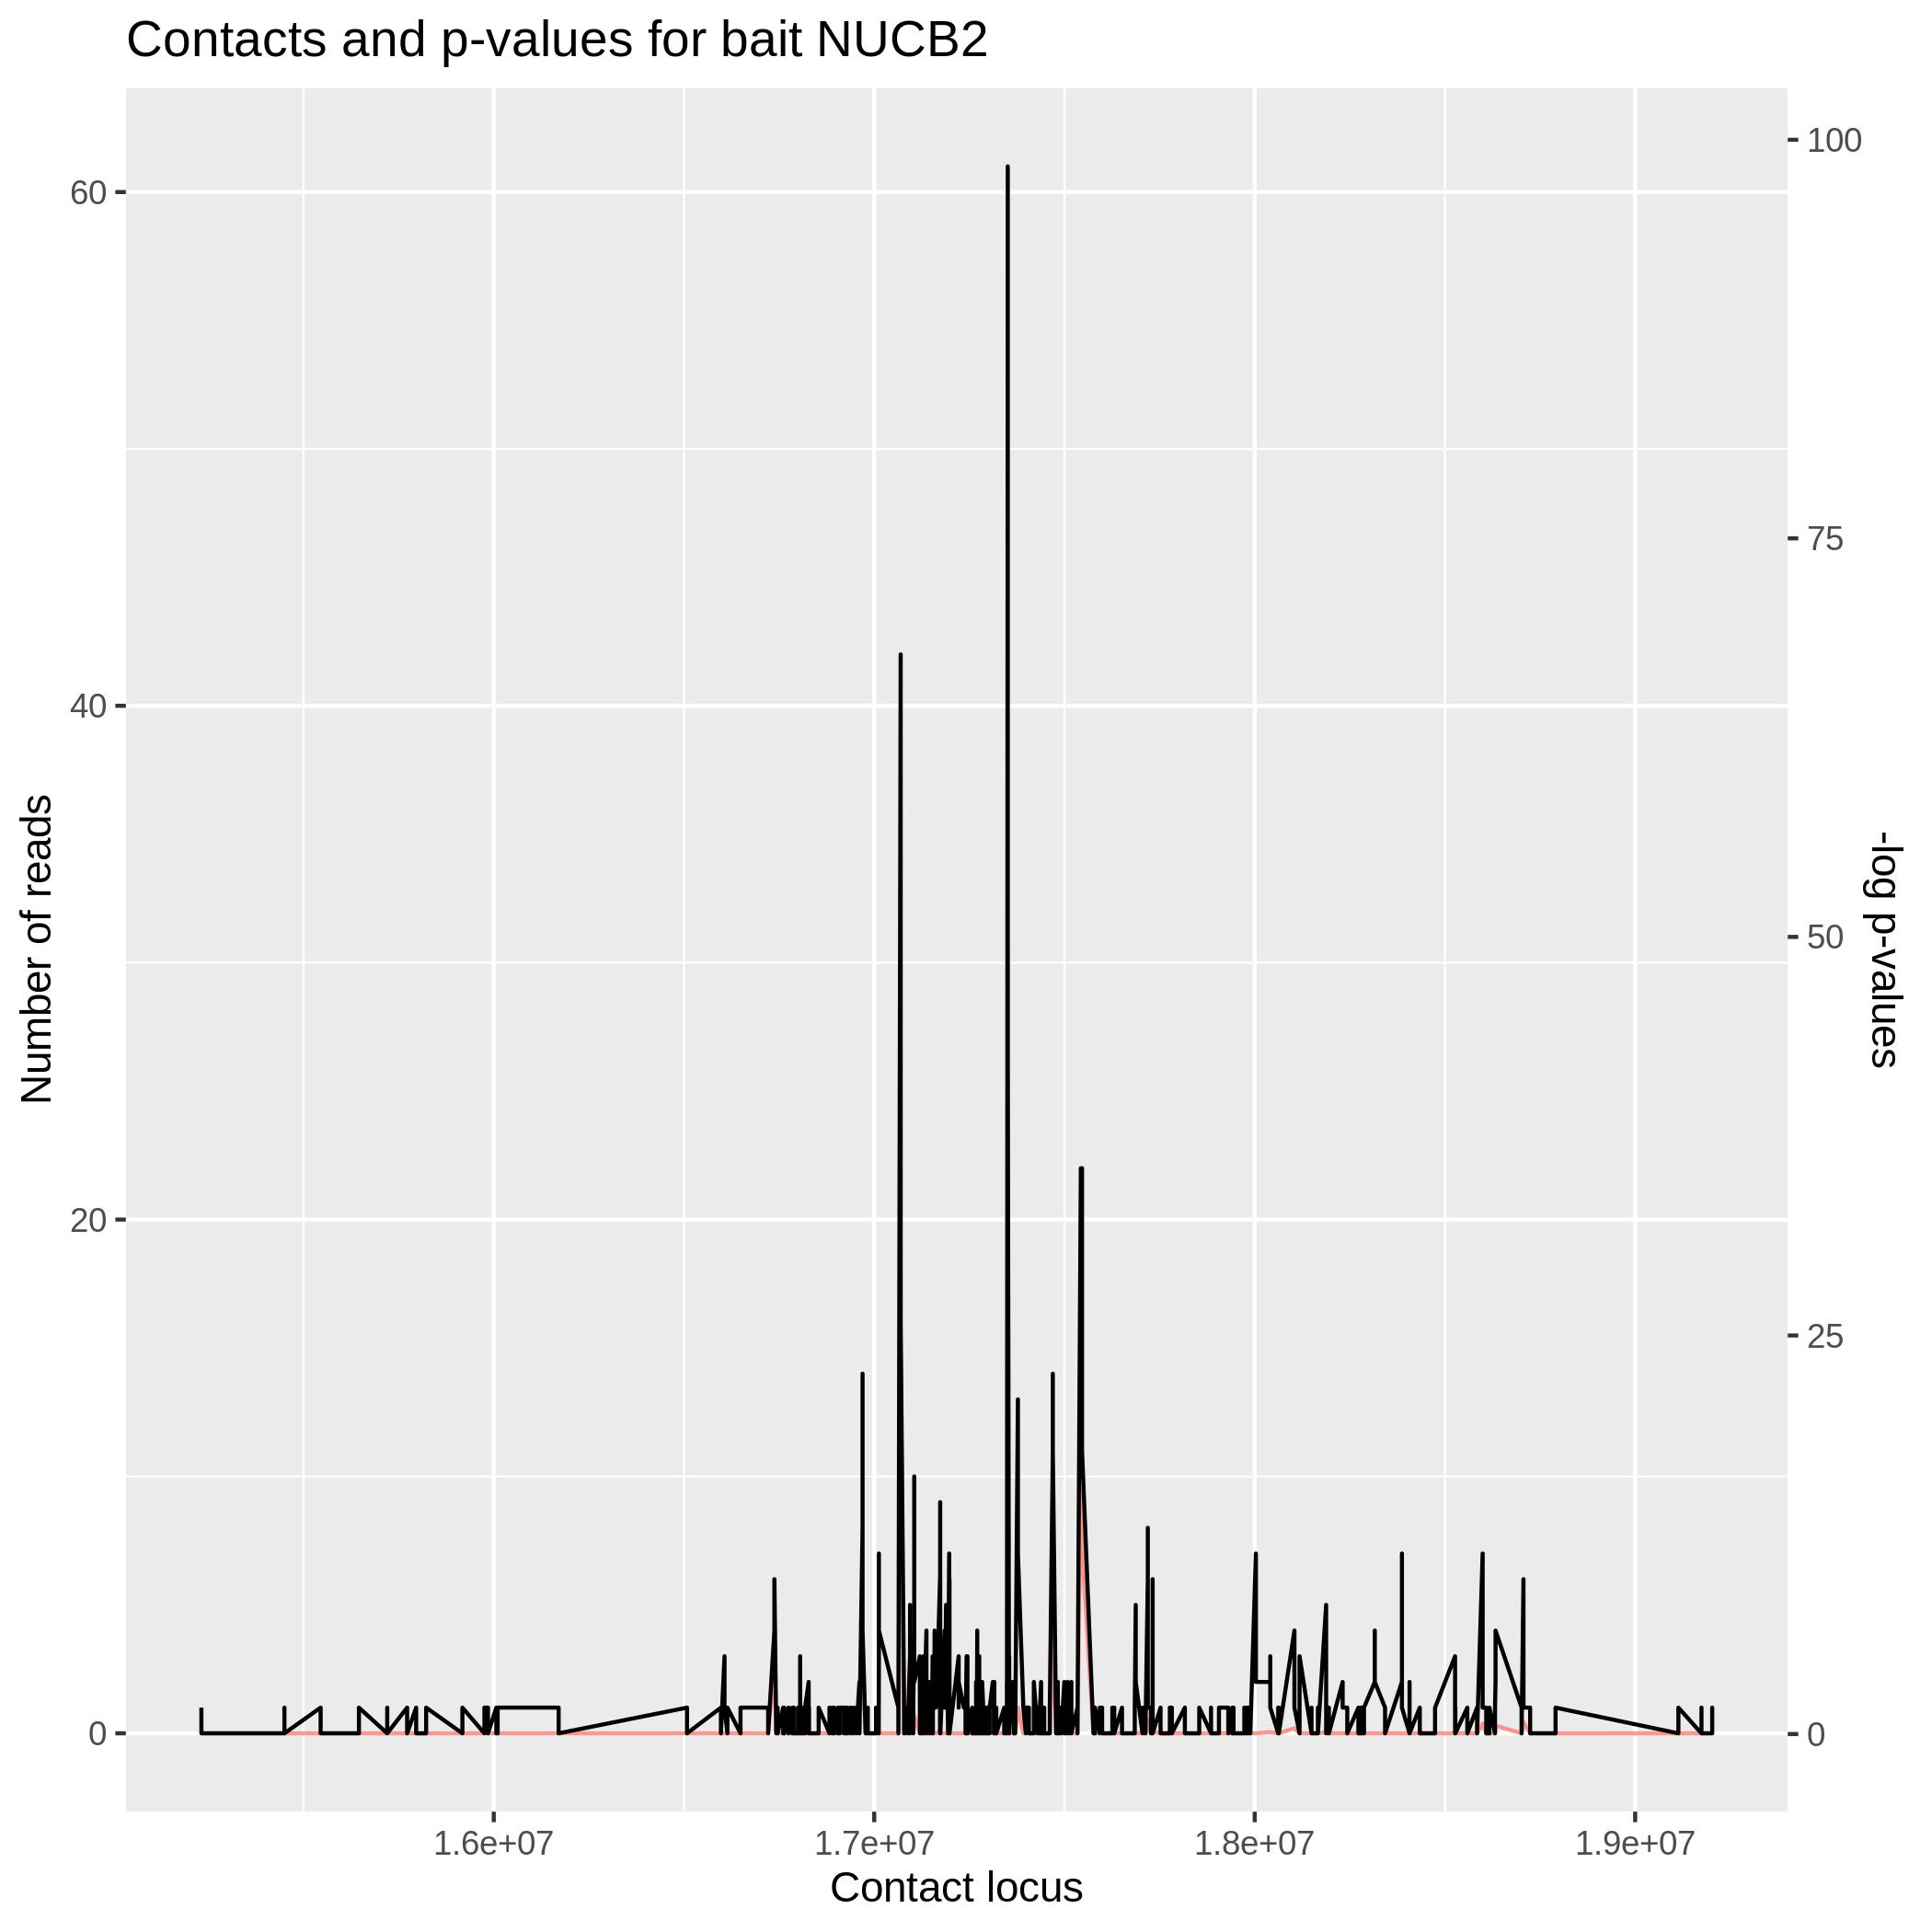 Contacts and p-values for bait NUCB2
60
40
20
0
Number of reads
100
75
50
25
0
-log p-values
1.6e+07
1.7e+07
1.8e+07
1.9e+07
Contact locus